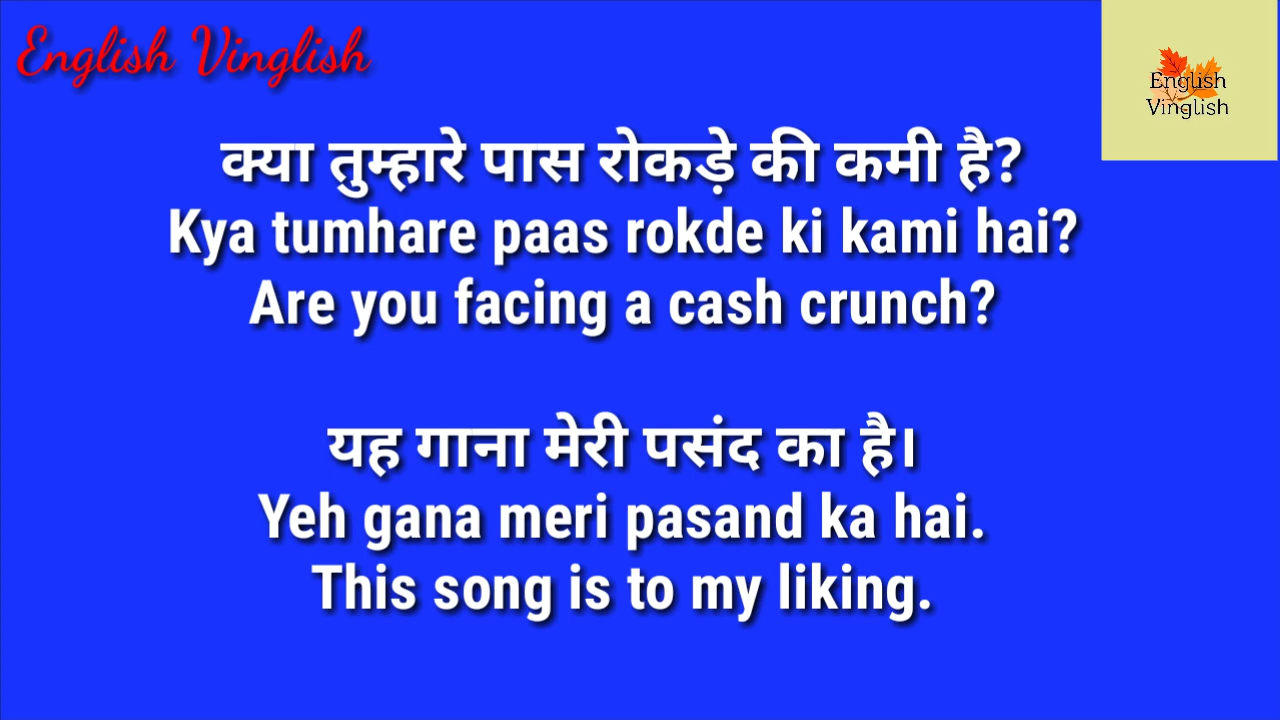 English Vinglish
English
Vinglish
क्या तुम्हारे पास रोकड़े की कमी है?
Kya tumhare paas rokde ki kami hai?
Are you facing a cash crunch?
यह गाना मेरी पसंद का है।
Yeh gana meri pasand ka hai.
This song is to my liking.